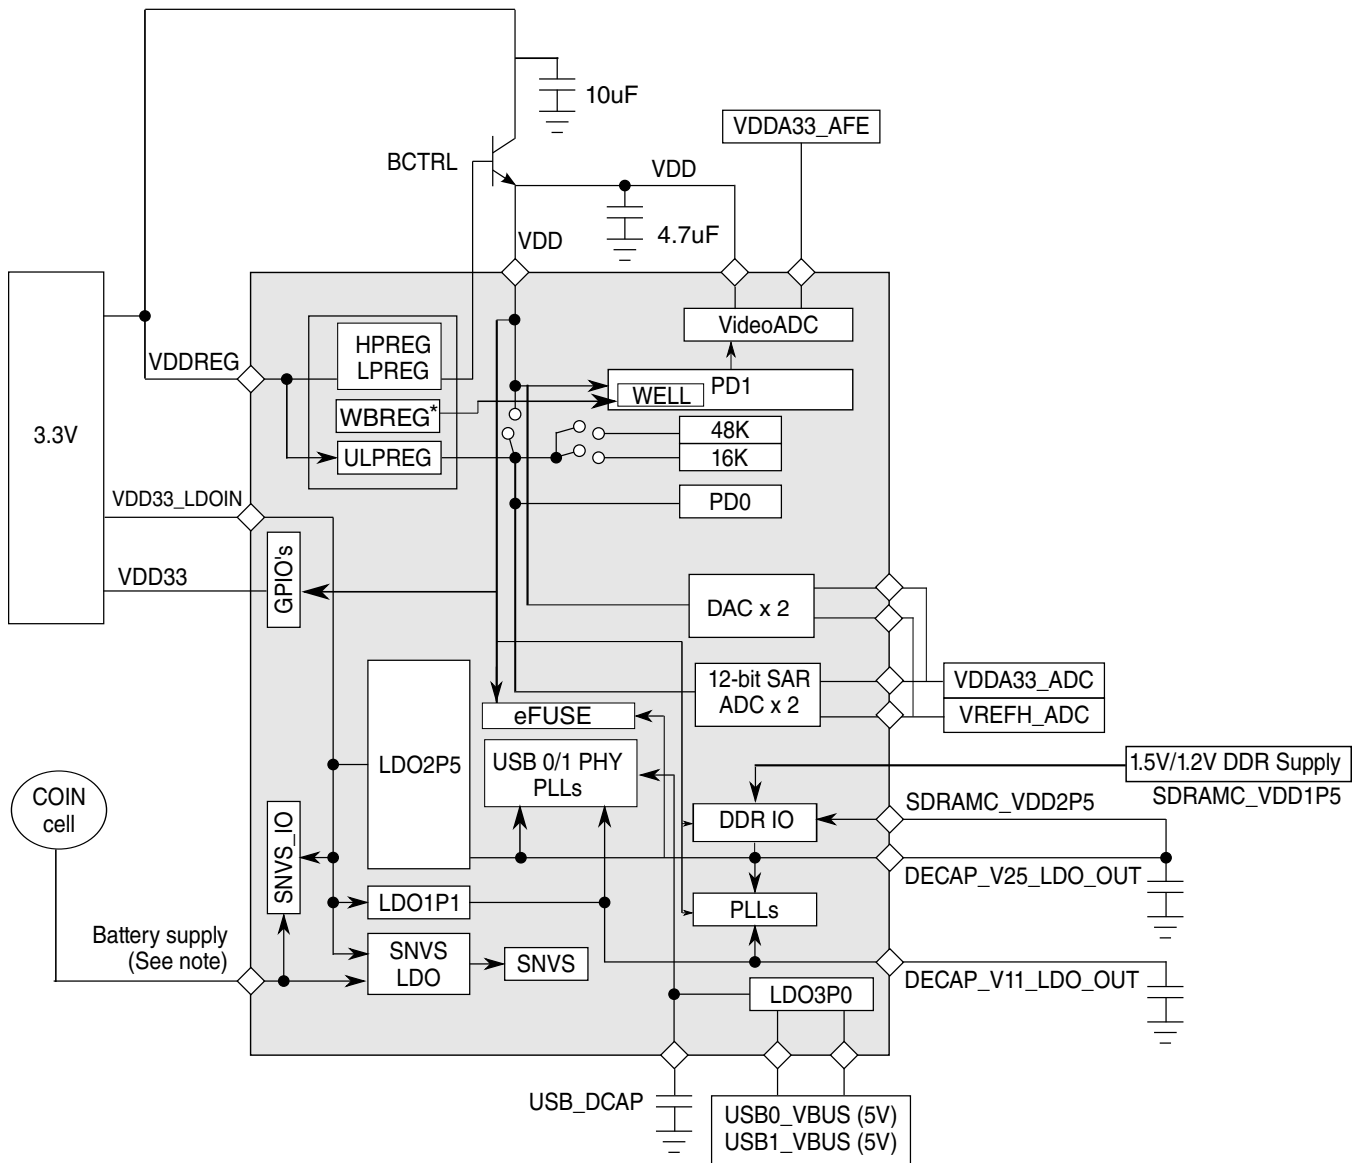 10uF
VDDA33_AFE
BCTRL
VDD
4.7uF
VDD
VideoADC
HPREG
LPREG
VDDREG
PD1
WELL
WBREG*
3.3V
48K
ULPREG
16K
VDD33_LDOIN
PD0
VDD33
GPIO's
DAC x 2
12-bit SAR
ADC x 2
VDDA33_ADC
VREFH_ADC
eFUSE
LDO2P5
USB 0/1 PHY
PLLs
1.5V/1.2V DDR Supply
SDRAMC_VDD1P5
COIN
cell
SDRAMC_VDD2P5
DDR IO
SNVS_IO
DECAP_V25_LDO_OUT
LDO1P1
PLLs
Battery supply
(See note)
SNVS
LDO
SNVS
DECAP_V11_LDO_OUT
LDO3P0
USB_DCAP
USB0_VBUS (5V)
USB1_VBUS (5V)